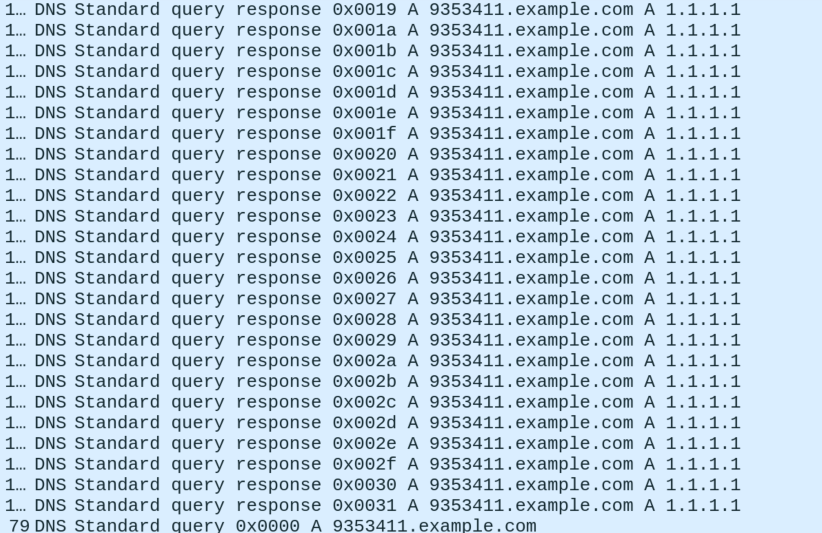 1… DNS Standard query response 0x0019 A 9353411.example.com A 1.1.1.1
1… DNS Standard query response 0x001a A 9353411.example.com A 1.1.1.1
1… DNS Standard query response 0x001b A 9353411.example.com A 1.1.1.1
1… DNS Standard query response 0x001c A 9353411.example.com A 1.1.1.1
1… DNS Standard query response 0x001d A 9353411.example.com A 1.1.1.1
1… DNS Standard query response 0x001e A 9353411.example.com A 1.1.1.1
1… DNS Standard query response 0x001f A 9353411.example.com A 1.1.1.1
1… DNS Standard query response 0x0020 A 9353411.example.com A 1.1.1.1
1… DNS Standard query response 0x0021 A 9353411.example.com A 1.1.1.1
1… DNS Standard query response 0x0022 A 9353411.example.com A 1.1.1.1
1… DNS Standard query response 0x0023 A 9353411.example.com A 1.1.1.1
1… DNS Standard query response 0x0024 A 9353411.example.com A 1.1.1.1
1… DNS Standard query response 0x0025 A 9353411.example.com A 1.1.1.1
1… DNS Standard query response 0x0026 A 9353411.example.com A 1.1.1.1
1… DNS Standard query response 0x0027 A 9353411.example.com A 1.1.1.1
1… DNS Standard query response 0x0028 A 9353411.example.com A 1.1.1.1
1… DNS Standard query response 0x0029 A 9353411.example.com A 1.1.1.1
1… DNS Standard query response 0x002a A 9353411.example.com A 1.1.1.1
1… DNS Standard query response 0x002b A 9353411.example.com A 1.1.1.1
1… DNS Standard query response 0x002c A 9353411.example.com A 1.1.1.1
1… DNS Standard query response 0x002d A 9353411.example.com A 1.1.1.1
1… DNS Standard query response 0x002e A 9353411.example.com A 1.1.1.1
1… DNS Standard query response 0x002f A 9353411.example.com A 1.1.1.1
1… DNS Standard query response 0x0030 A 9353411.example.com A 1.1.1.1
1… DNS Standard query response 0x0031 A 9353411.example.com A 1.1.1.1
79 DNS Standard query 0x0000 A 9353411.example.com